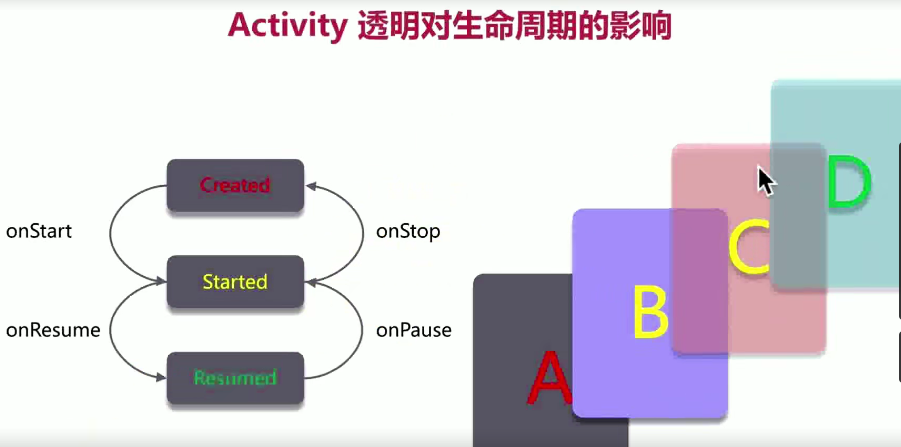 Activity 透明对生命周期的影响
Created
onStart
onStop
Started
onResume
onPause
Resumed
A
B
C
D